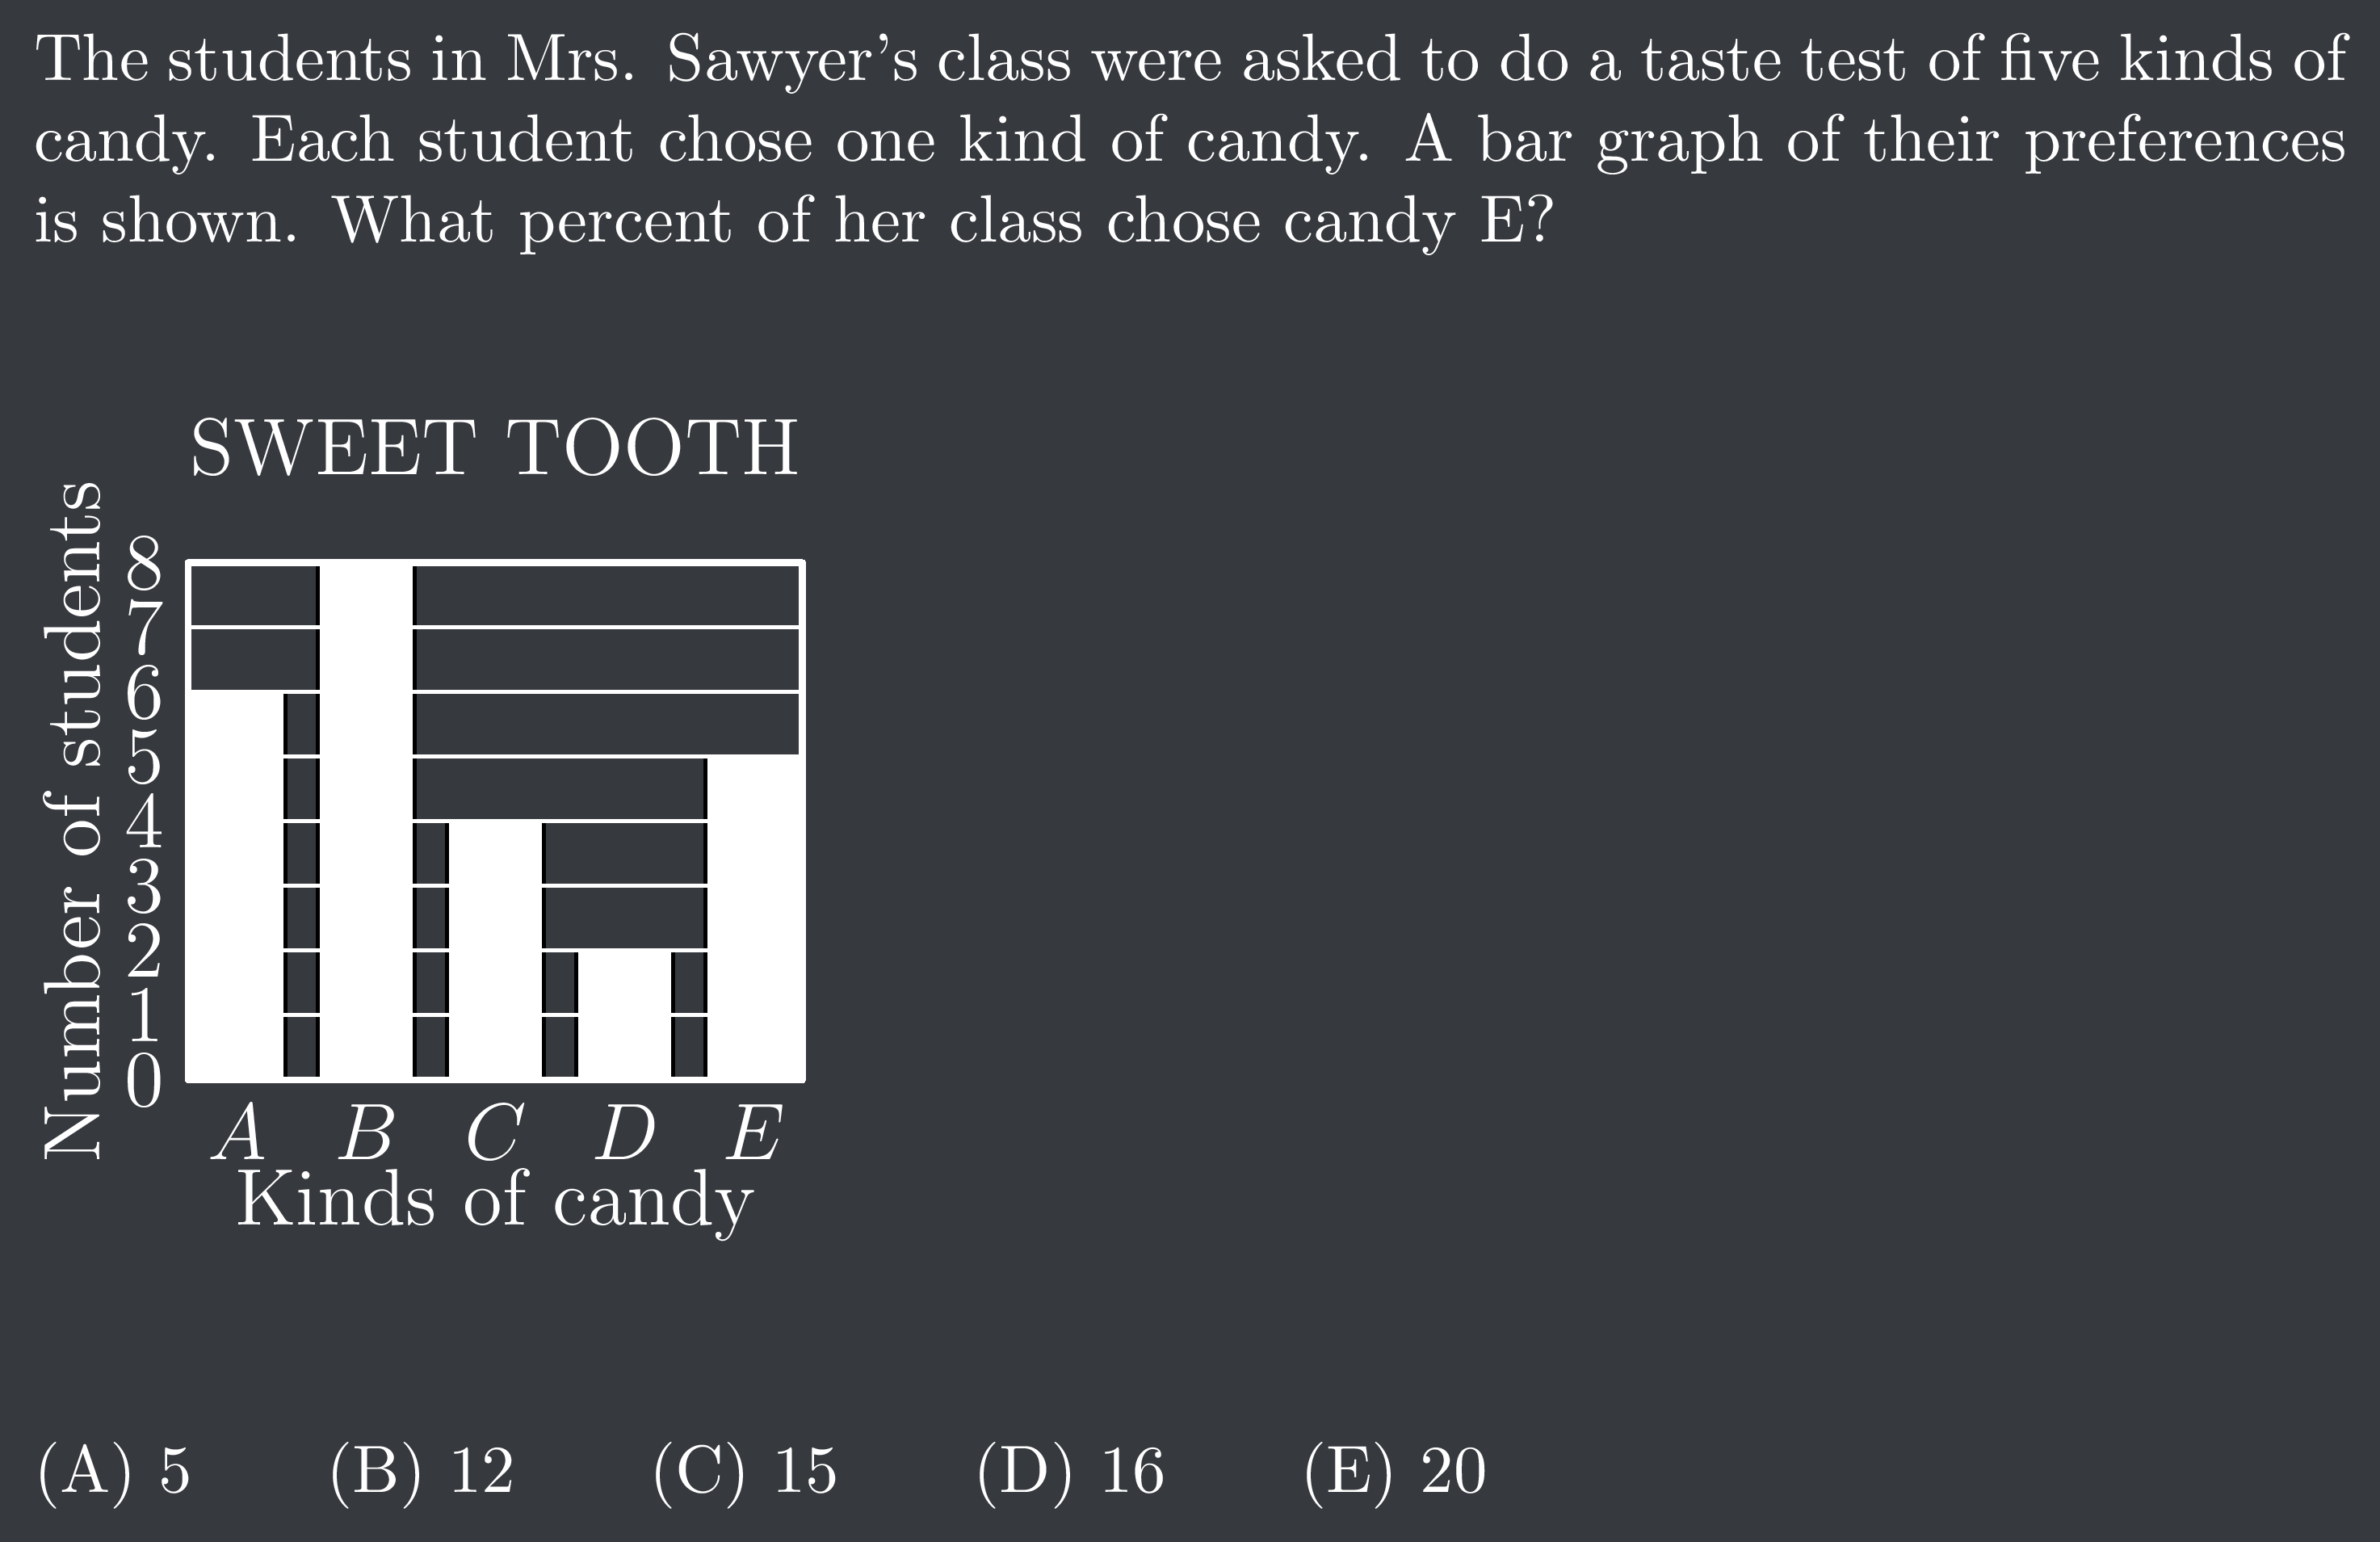 The students in Mrs. Sawyer's class were asked to do a taste test of five kinds of
candy. Each student chose one kind of candy. A bar graph of their preferences
is shown. What percent of her class chose candy E?
SWEET TOOTH
Number of students
8
7
6
5
4
3
2
1
0
A B C D E
Kinds of candy
(A) 5 (B) 12 (C) 15 (D) 16 (E) 20